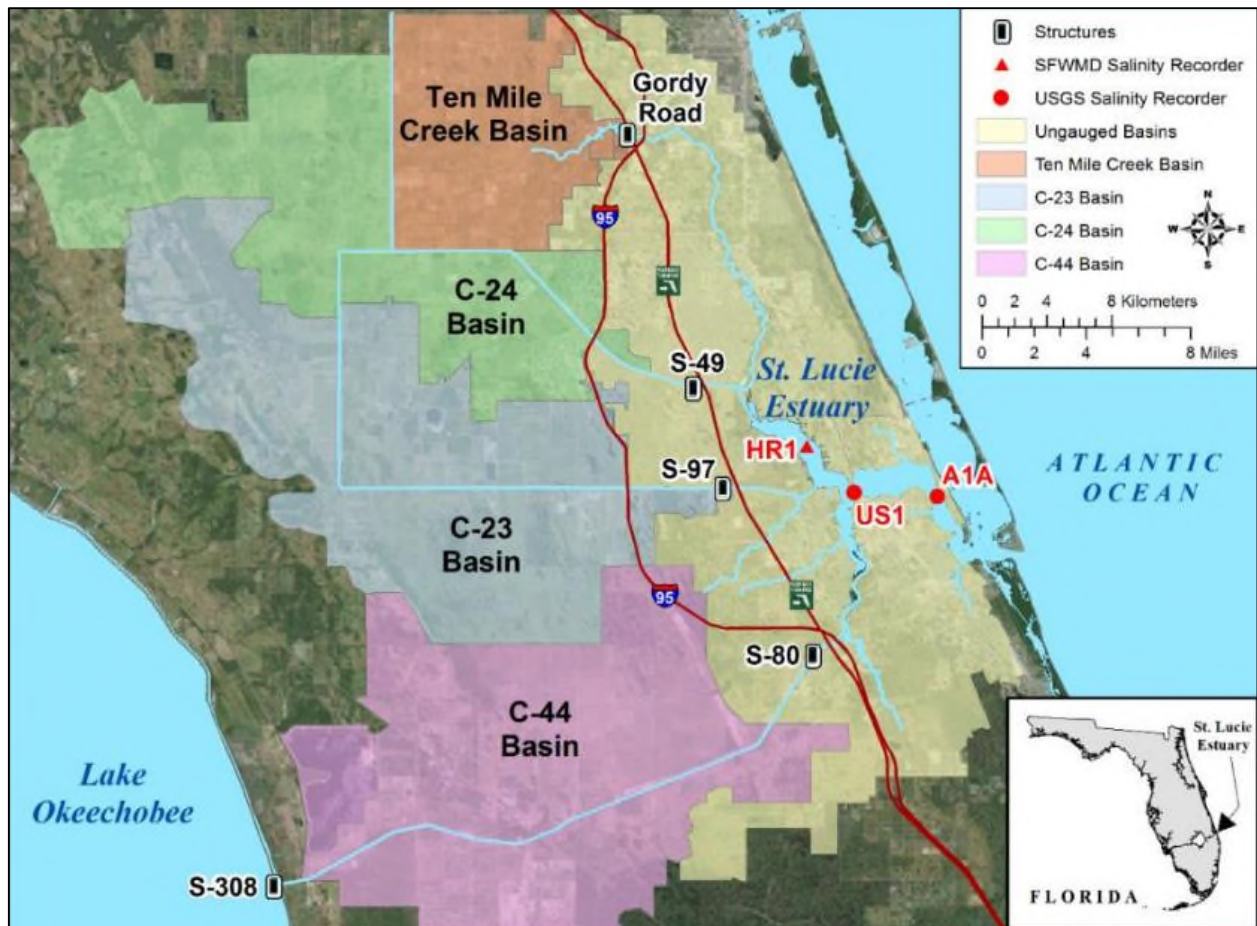 Structures
SFWMD Salinity Recorder
USGS Salinity Recorder
Ungauged Basins
Ten Mile Creek Basin
C-23 Basin
C-24 Basin
C-44 Basin
N
W E
S
0 2 4 8 Kilometers
0 2 4 8 Miles
Ten Mile
Creek Basin
Gordy
Road
95
C-24
Basin
S-49
St. Lucie
Estuary
HR1
S-97
A1A
US1
ATLANTIC
OCEAN
C-23
Basin
95
S-80
C-44
Basin
Lake
Okeechobee
S-308
St. Lucie
Estuary
FLORIDA